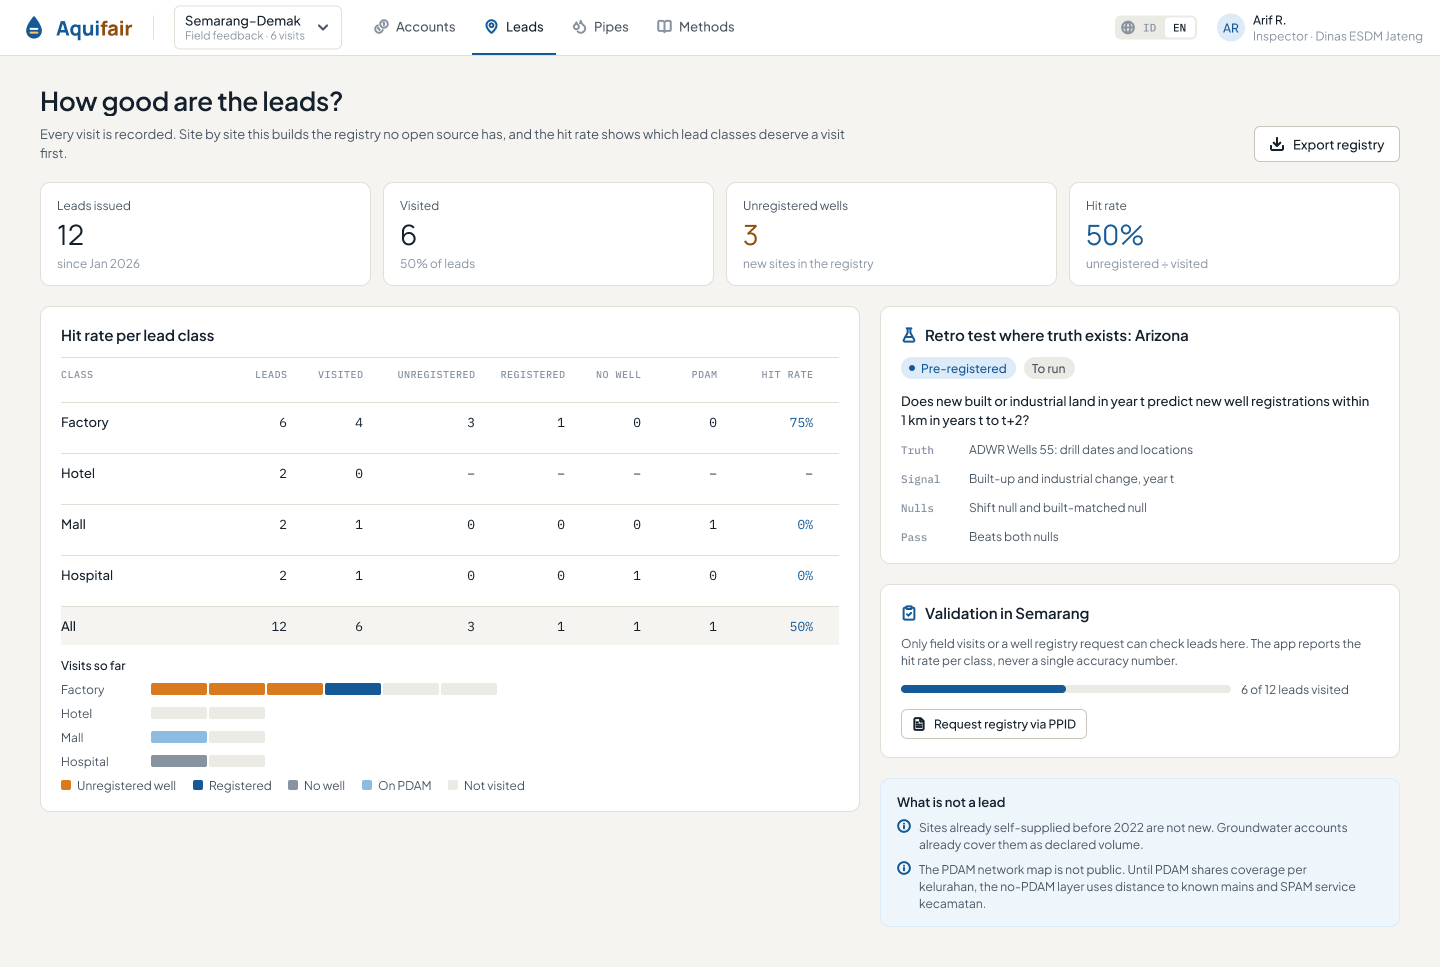 Aquifair
Semarang–Demak
Field feedback · 6 visits
Accounts
Leads
Pipes
Methods
ID
EN
AR
Arif R.
Inspector · Dinas ESDM Jateng
How good are the leads?
Every visit is recorded. Site by site this builds the registry no open source has, and the hit rate shows which lead classes deserve a visit
first.
Export registry
Leads issued
12
since Jan 2026
Visited
6
50% of leads
Unregistered wells
3
new sites in the registry
Hit rate
50%
unregistered ÷ visited
Hit rate per lead class
CLASS LEADS VISITED UNREGISTERED REGISTERED NO WELL PDAM HIT RATE
Factory 6 4 3 1 0 0 75%
Hotel 2 0 – – – – –
Mall 2 1 0 0 0 1 0%
Hospital 2 1 0 0 1 0 0%
All 12 6 3 1 1 1 50%
Visits so far
Factory
Hotel
Mall
Hospital
Unregistered well Registered No well On PDAM Not visited
Retro test where truth exists: Arizona
Pre-registered To run
Does new built or industrial land in year t predict new well registrations within
1 km in years t to t+2?
Truth ADWR Wells 55: drill dates and locations
Signal Built-up and industrial change, year t
Nulls Shift null and built-matched null
Pass Beats both nulls
Validation in Semarang
Only field visits or a well registry request can check leads here. The app reports the
hit rate per class, never a single accuracy number.
6 of 12 leads visited
Request registry via PPID
What is not a lead
Sites already self-supplied before 2022 are not new. Groundwater accounts
already cover them as declared volume.
The PDAM network map is not public. Until PDAM shares coverage per
kelurahan, the no-PDAM layer uses distance to known mains and SPAM service
kecamatan.